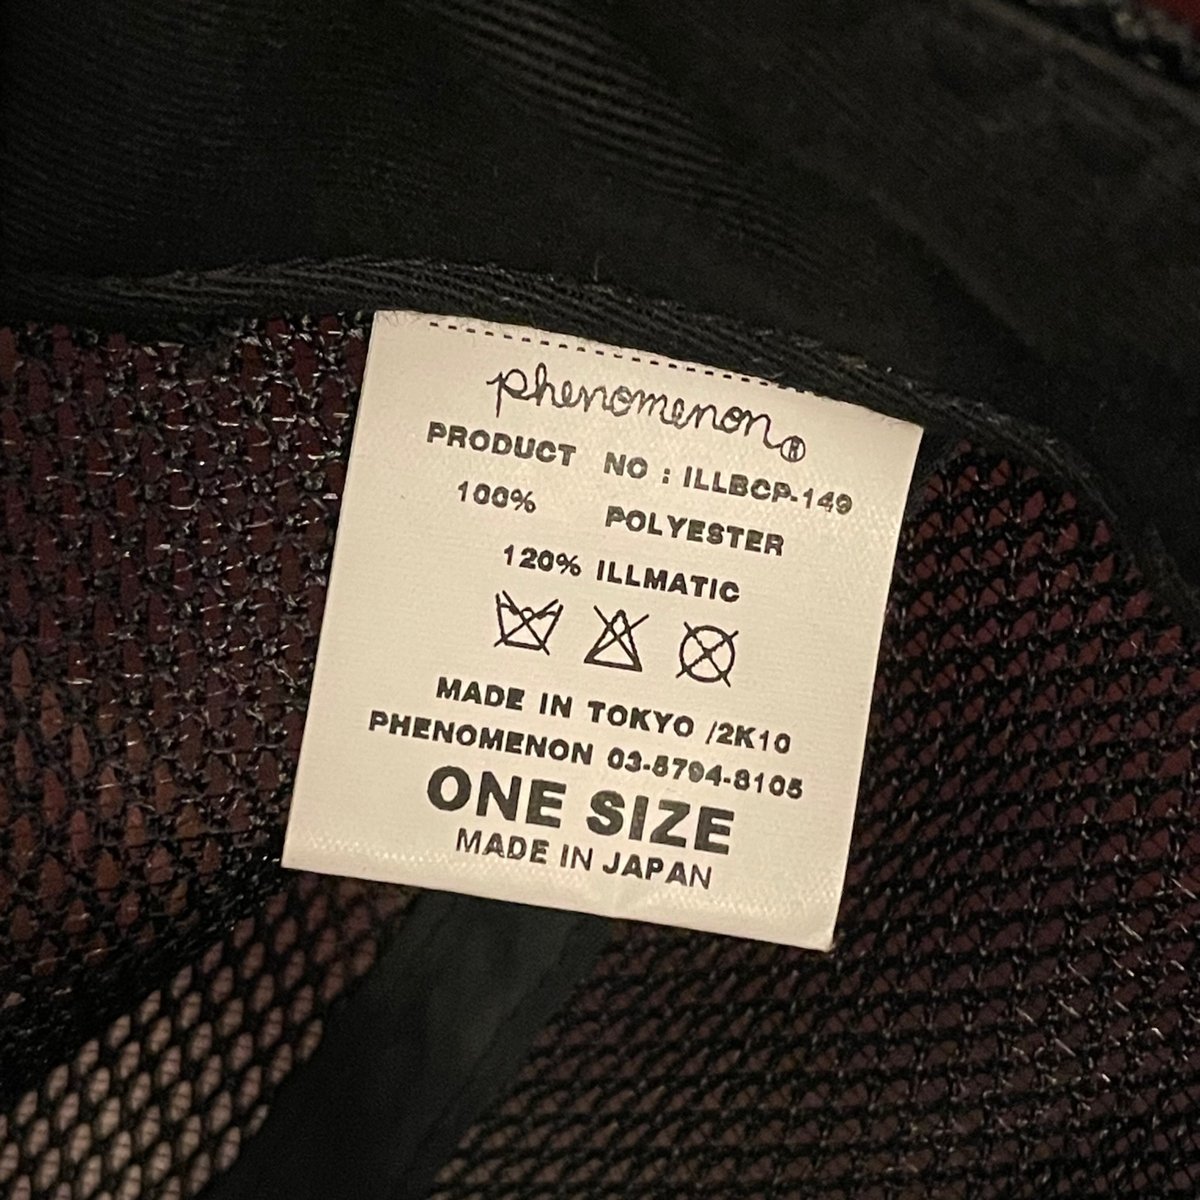 phenomenon®
PRODUCT NO : ILLBCP-149
100% POLYESTER
120% ILLMATIC
MADE IN TOKYO /2K10
PHENOMENON 03-5794-8105
ONE SIZE
MADE IN JAPAN